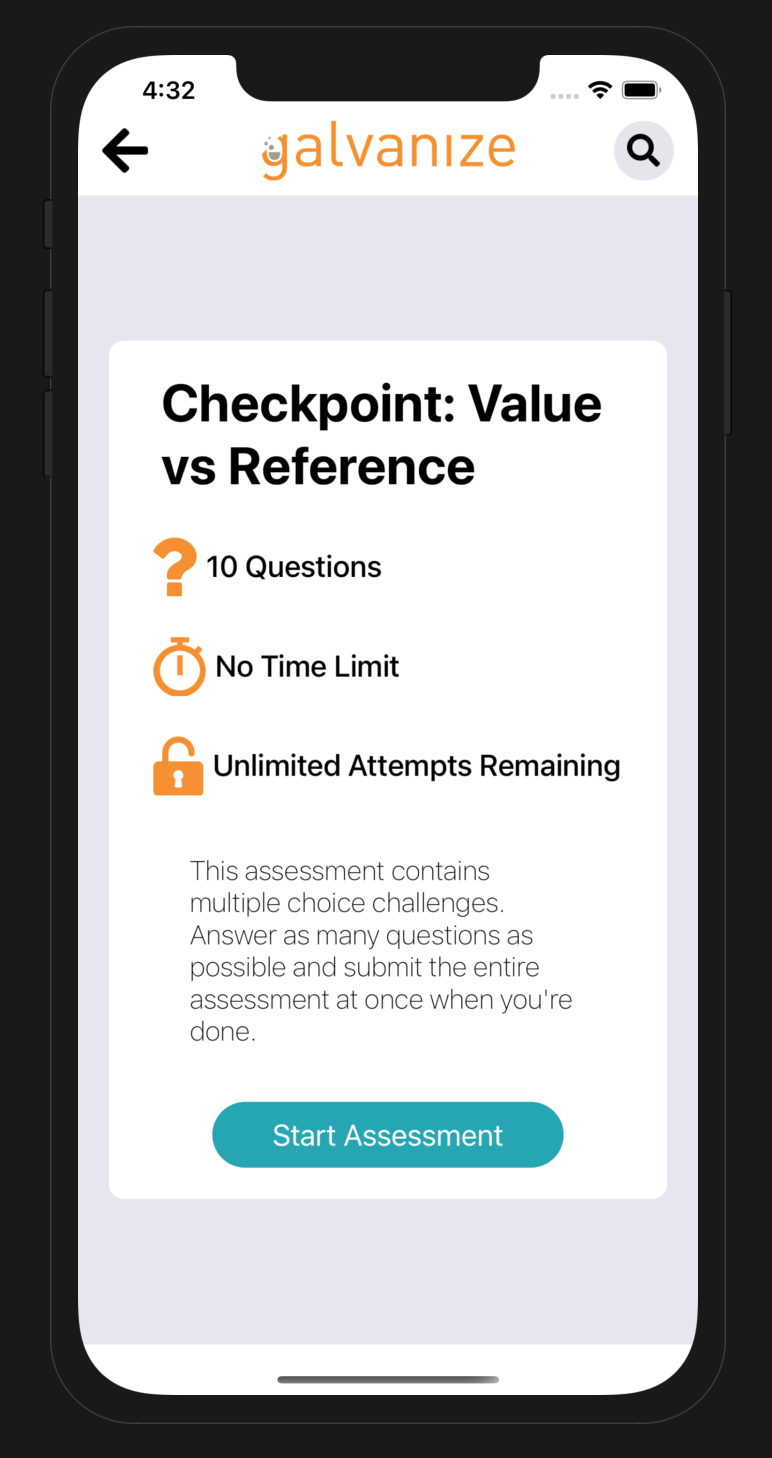 4:32
galvanize
Checkpoint: Value
vs Reference
10 Questions
No Time Limit
Unlimited Attempts Remaining
This assessment contains
multiple choice challenges.
Answer as many questions as
possible and submit the entire
assessment at once when you're
done.
Start Assessment